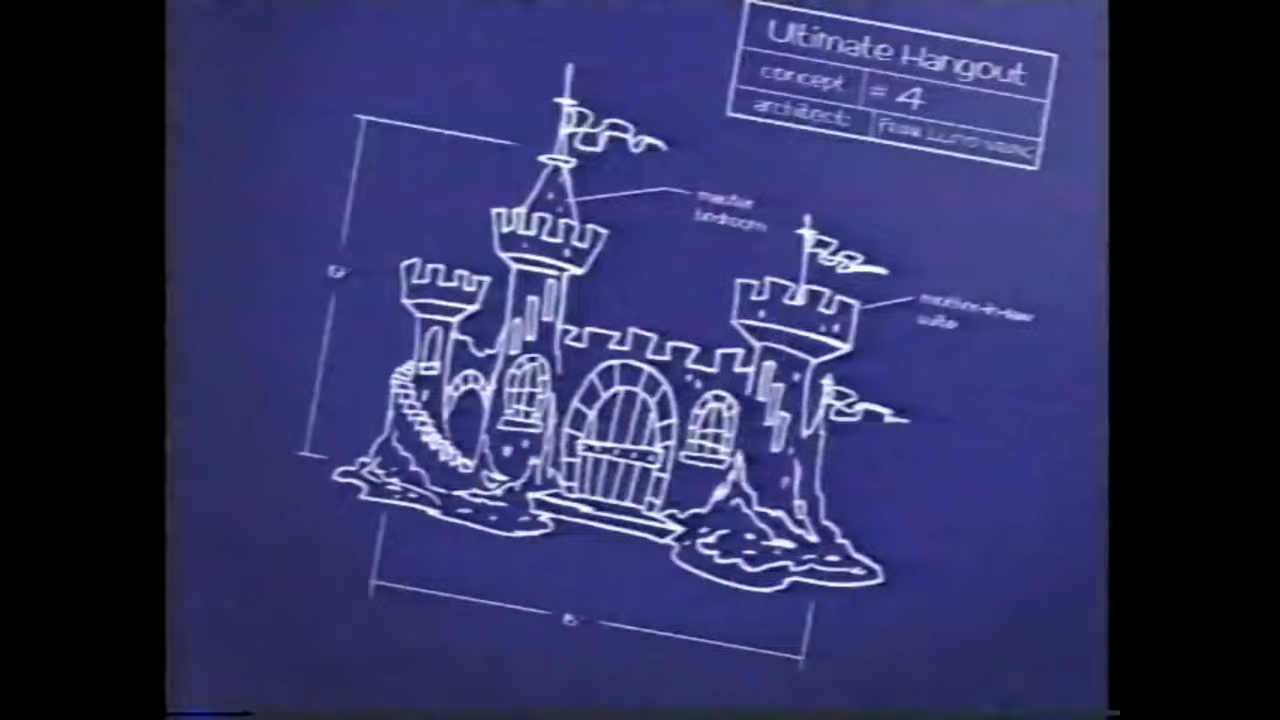 Ultimate Hangout
concept # 4
architect:
master
bedroom
mother-in-law
suite